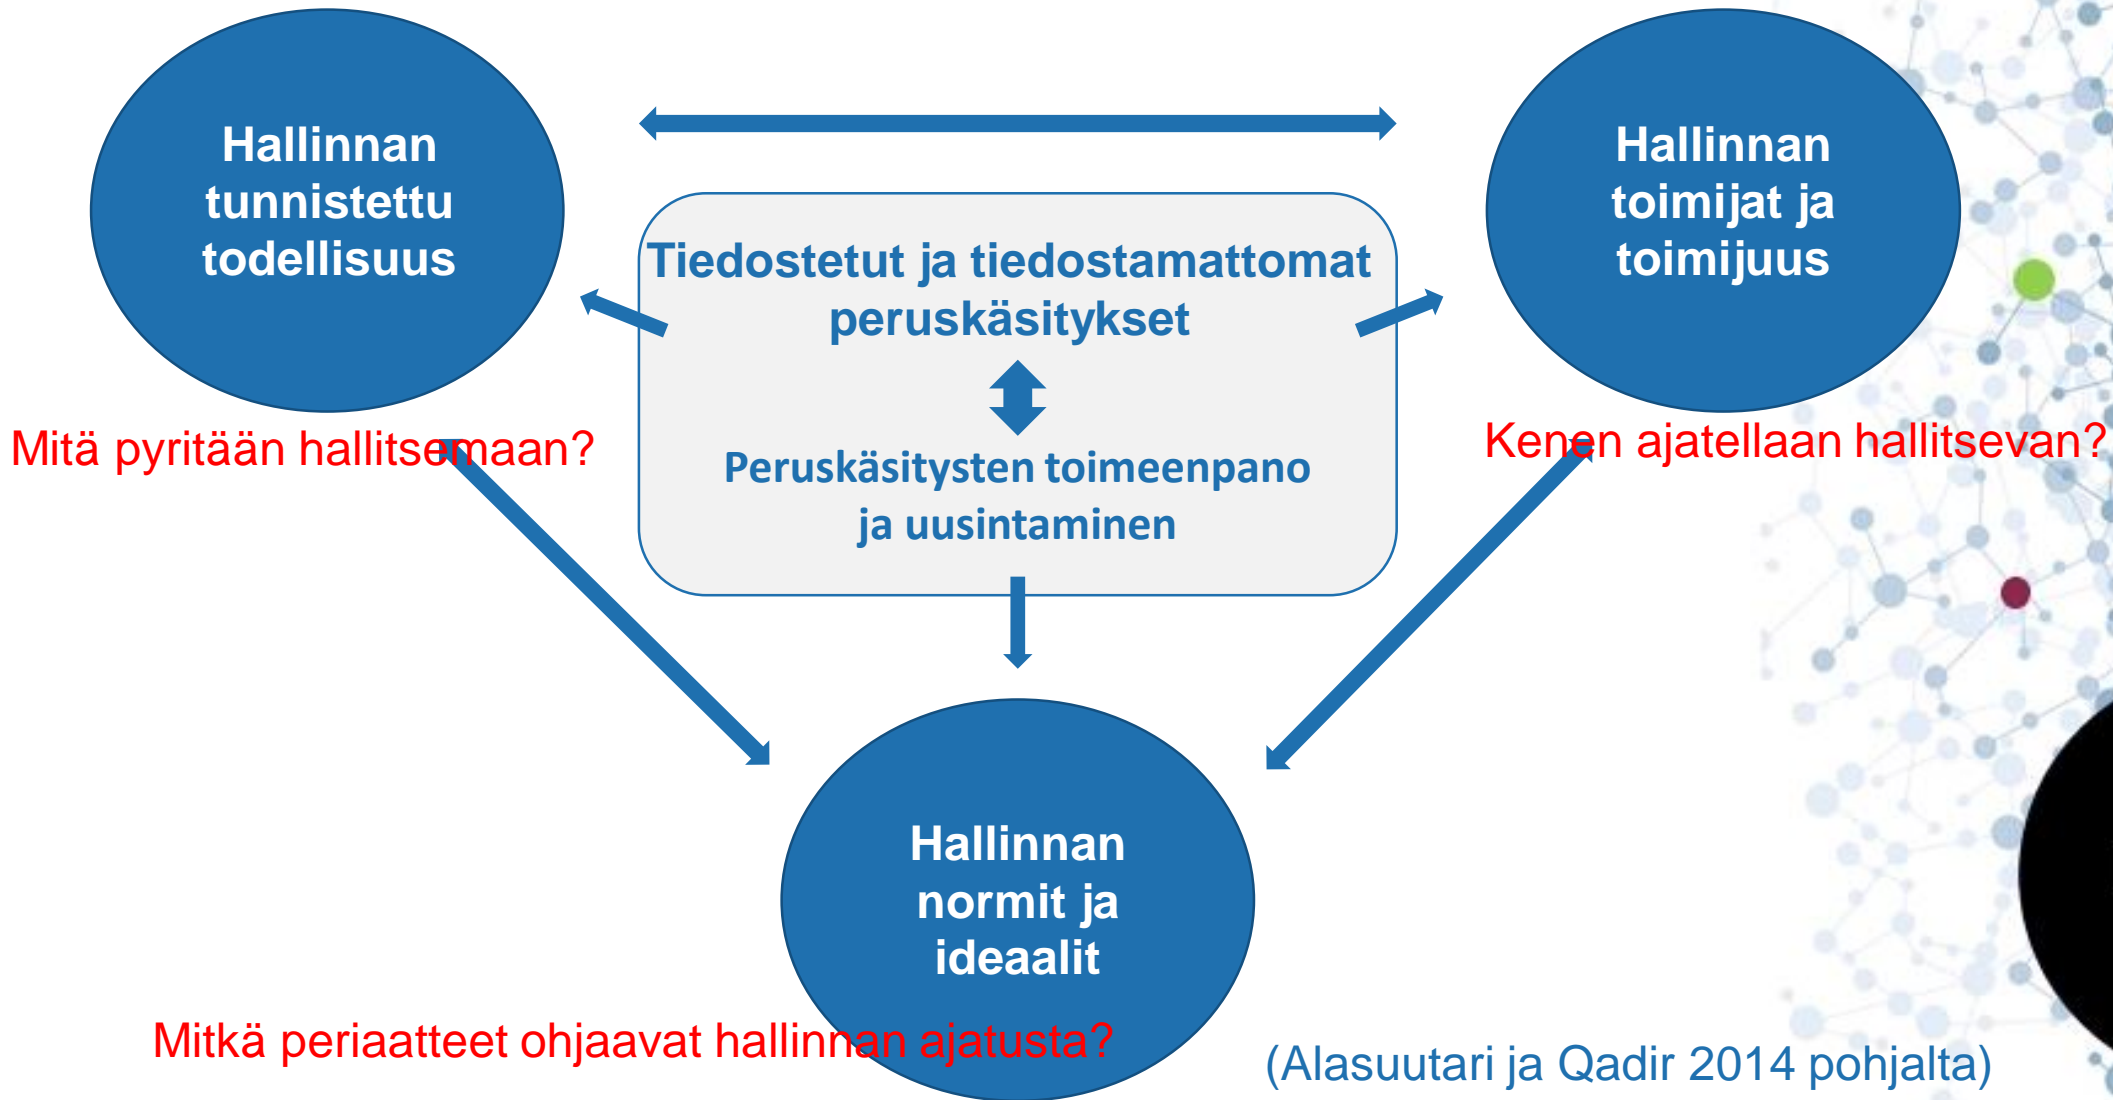 Hallinnan
tunnistettu
todellisuus
Hallinnan
toimijat ja
toimijuus
Tiedostetut ja tiedostamattomat
peruskäsitykset
Mitä pyritään hallitsemaan?
Kenen ajatellaan hallitsevan?
Peruskäsitysten toimeenpano
ja uusintaminen
Hallinnan
normit ja
ideaalit
Mitkä periaatteet ohjaavat hallinnan ajatusta?
(Alasuutari ja Qadir 2014 pohjalta)